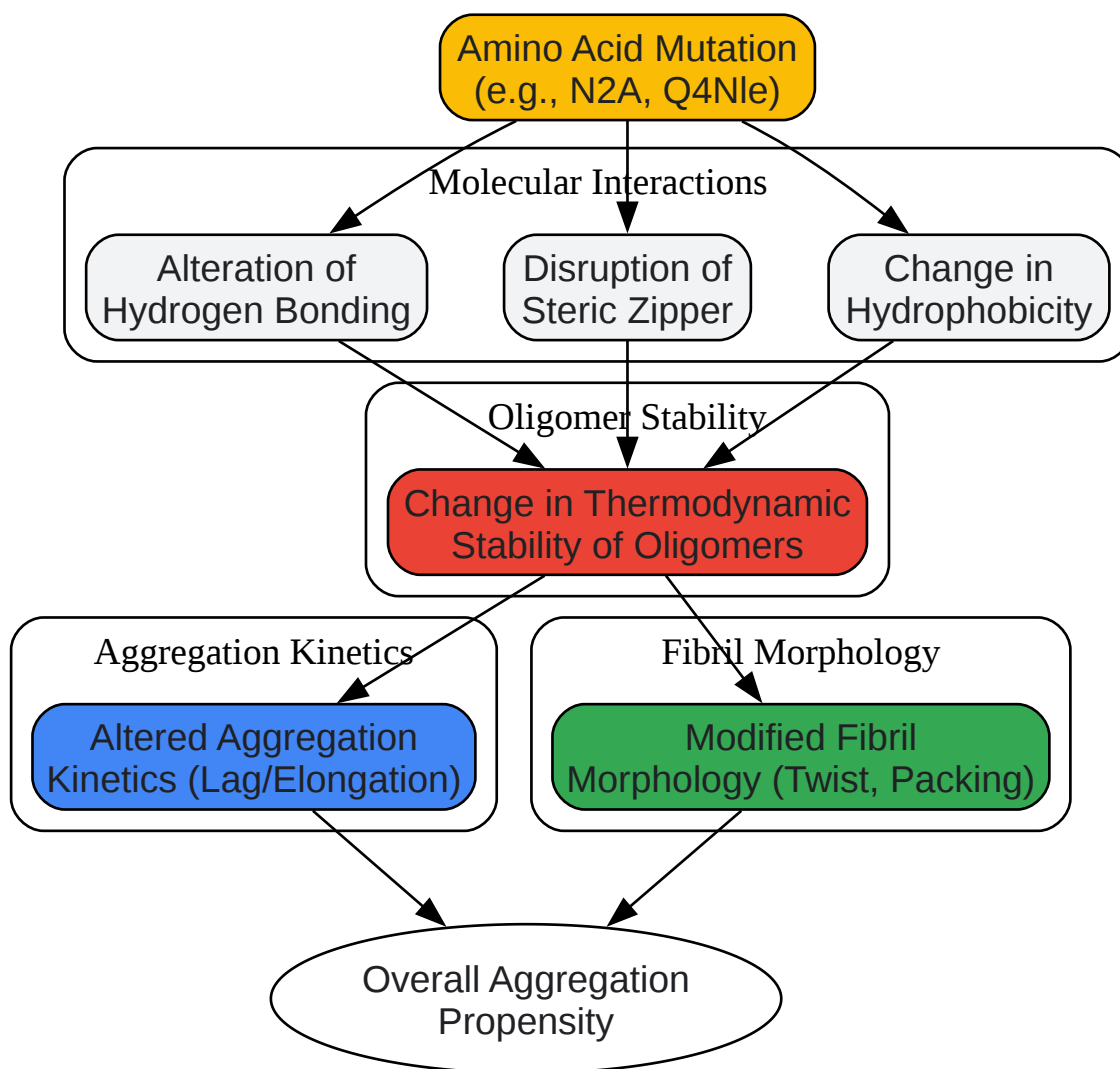 Amino Acid Mutation
(e.g., N2A, Q4Nle)
Molecular Interactions
Alteration of
Hydrogen Bonding
Disruption of
Steric Zipper
Change in
Hydrophobicity
Oligomer Stability
Change in Thermodynamic
Stability of Oligomers
Aggregation Kinetics
Altered Aggregation
Kinetics (Lag/Elongation)
Fibril Morphology
Modified Fibril
Morphology (Twist, Packing)
Overall Aggregation
Propensity